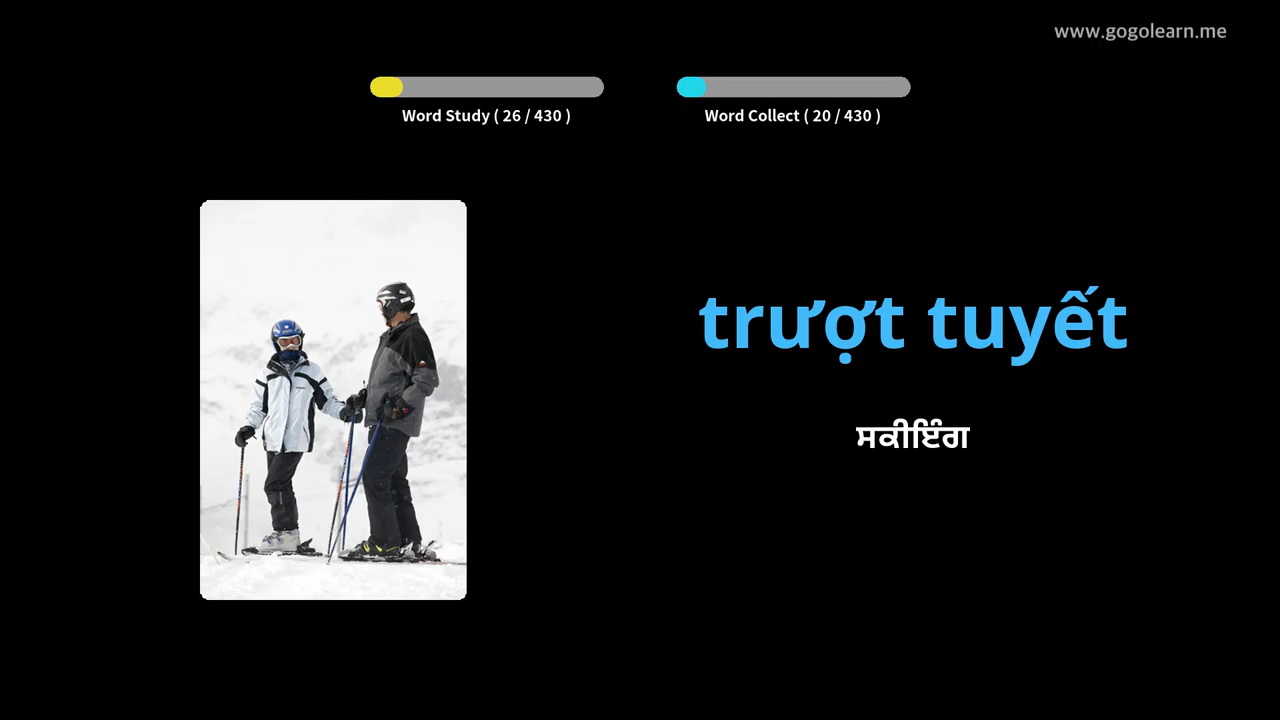 www.gogolearn.me
Word Study ( 26 / 430 )
Word Collect ( 20 / 430 )
trượt tuyết
ਸਕੀਇੰਗ